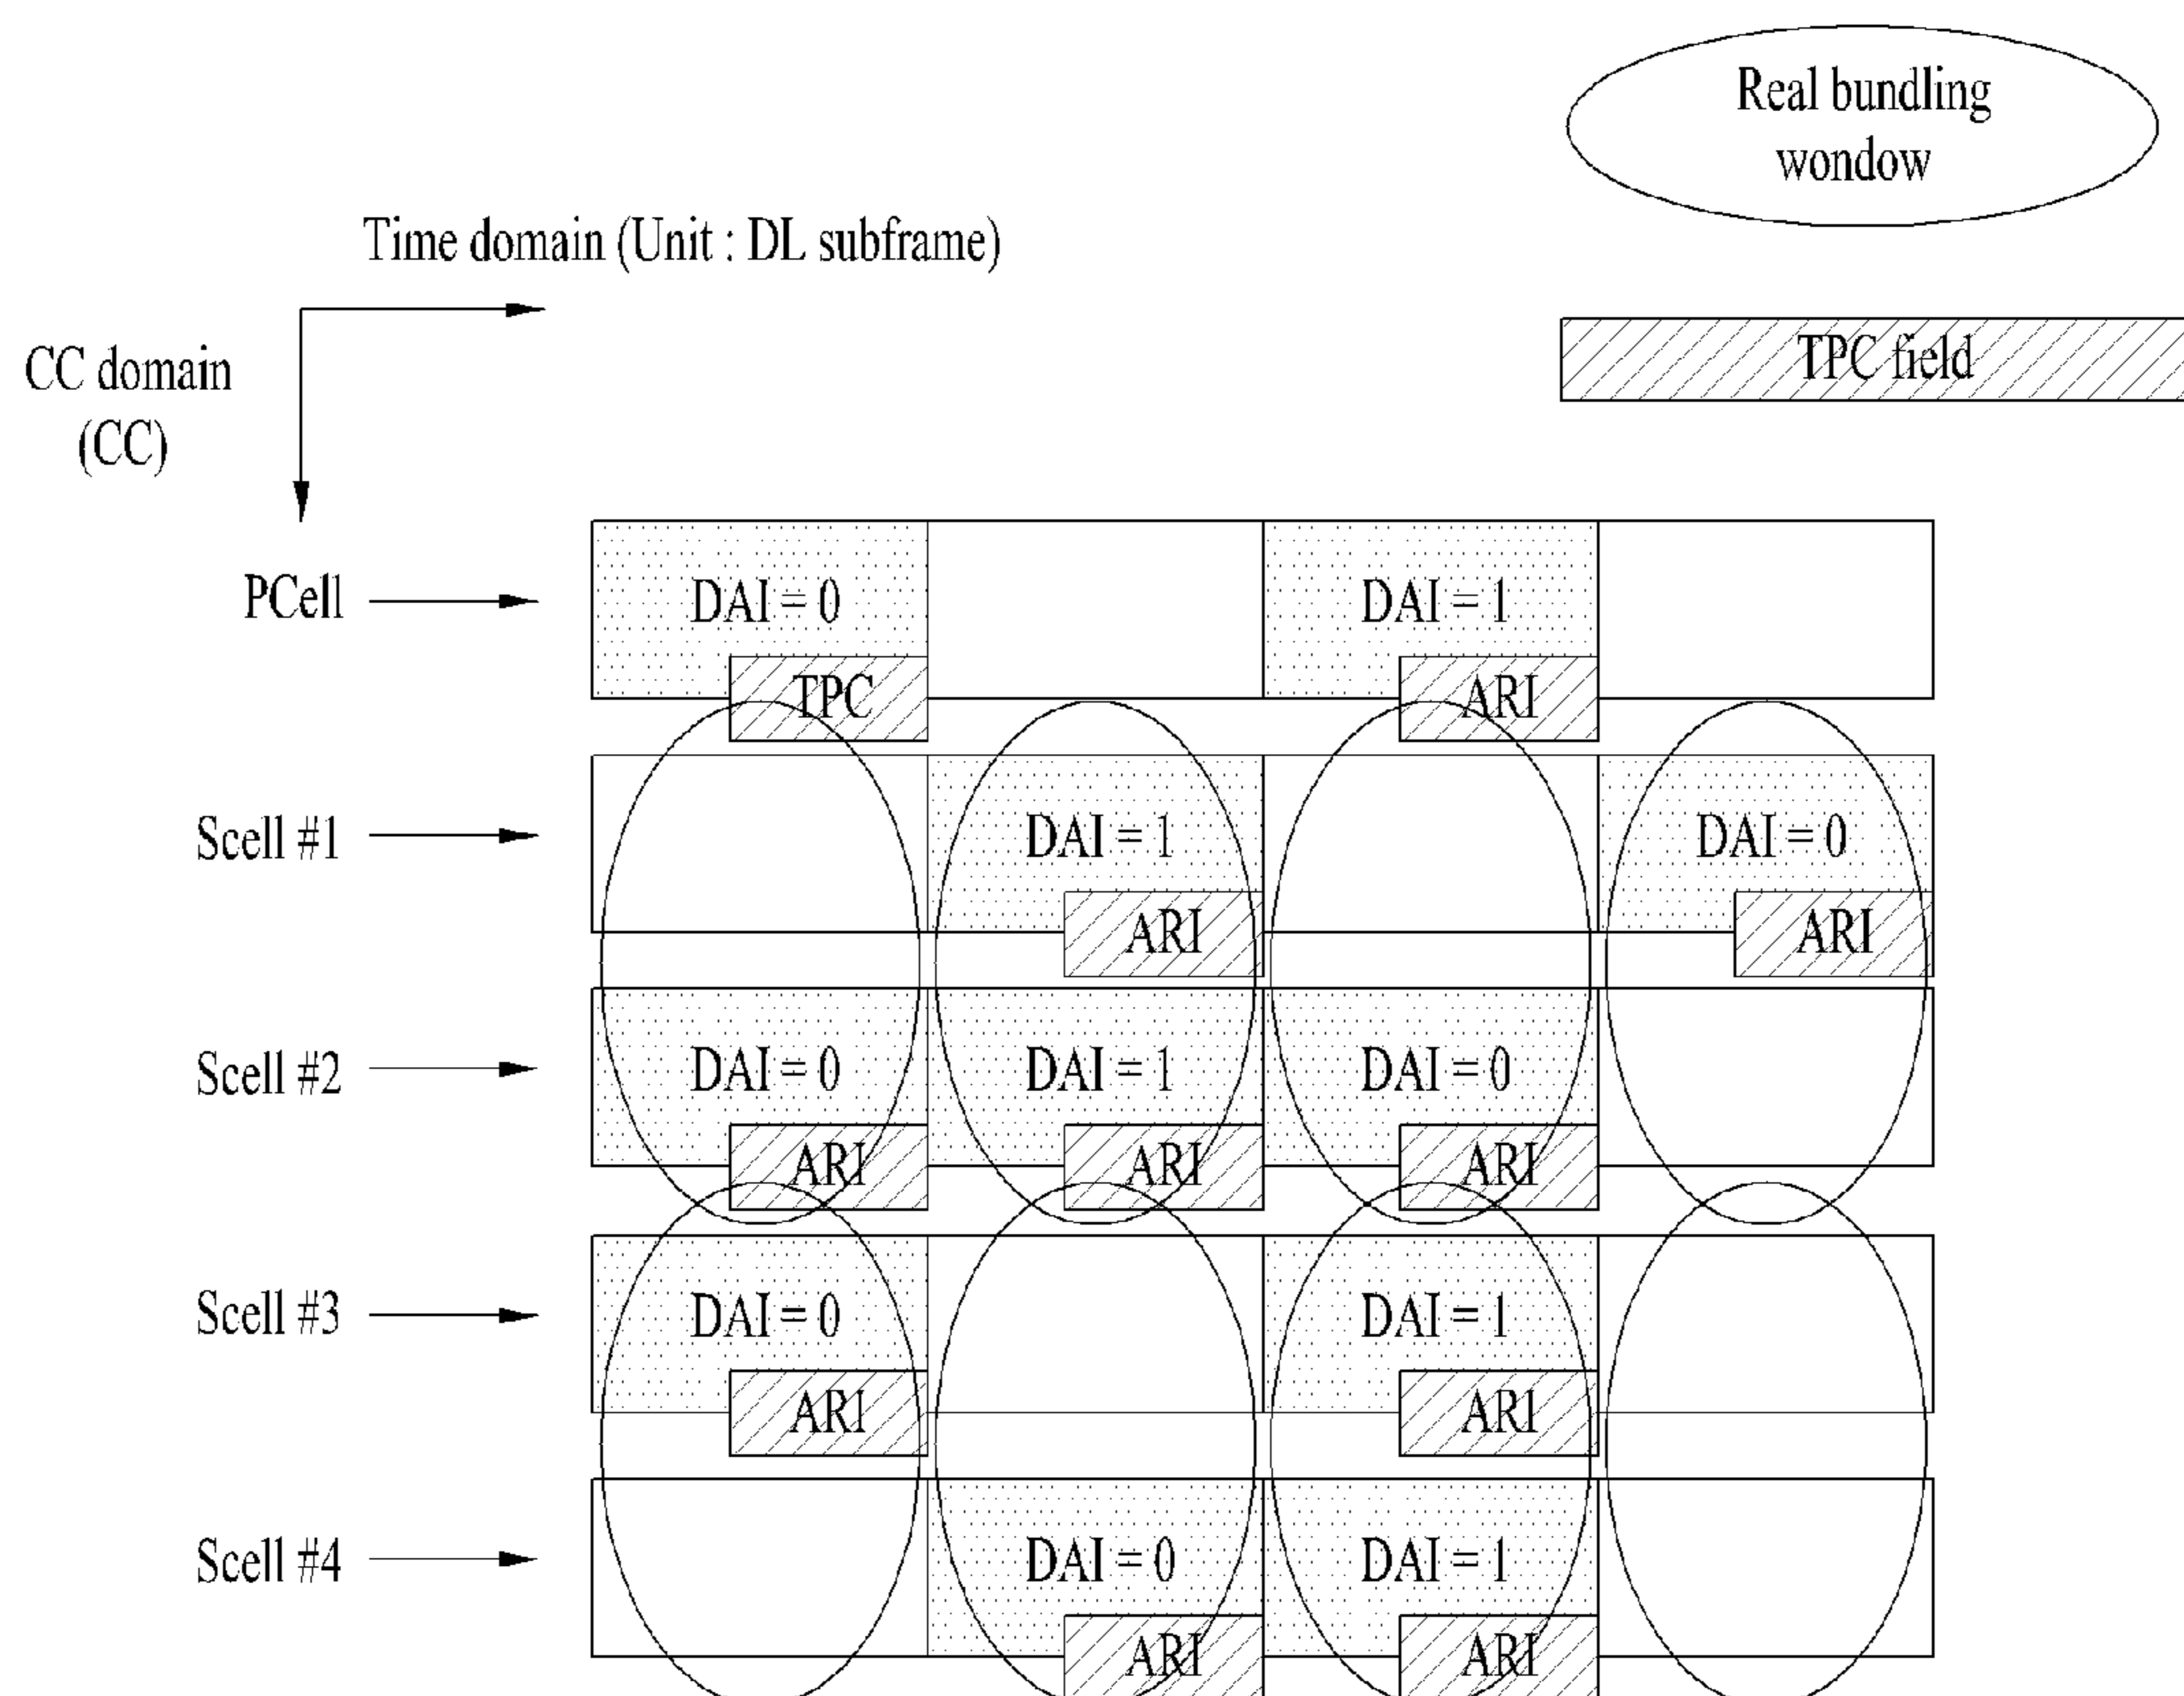 Real bundling
wondow
Time domain (Unit : DL subframe)
TPC field
CC domain
(CC)
PCell
DAI = 0
DAI = 1
TPC
ARI
Scell #1
DAI = 1
DAI = 0
ARI
ARI
Scell #2
DAI = 0
DAI = 1
DAI = 0
ARI
ARI
ARI
Scell #3
DAI = 0
DAI = 1
ARI
ARI
Scell #4
DAI = 0
DAI = 1
ARI
ARI